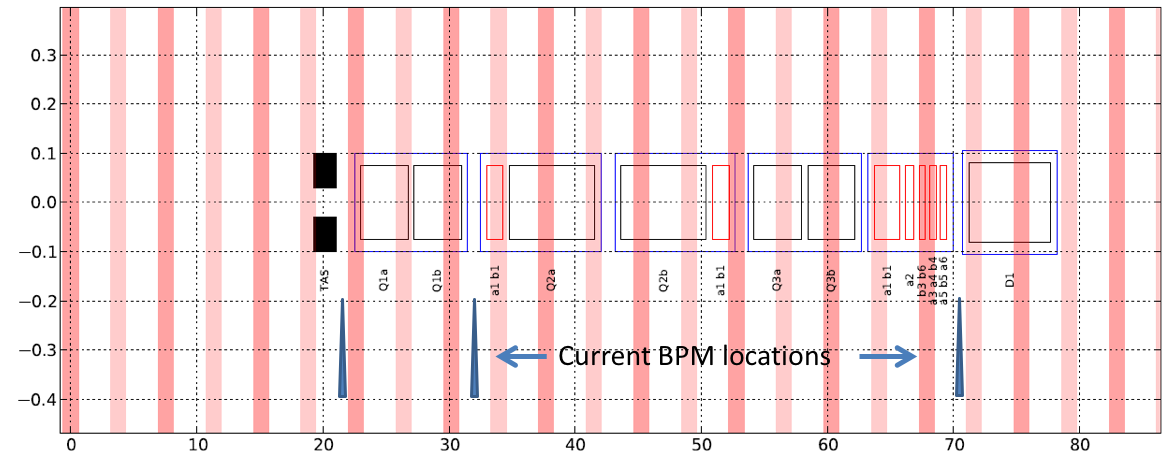 0.3
0.2
0.1
0.0
−0.1
−0.2
−0.3
−0.4
TAS
Q1a
Q1b
a1 b1
Q2a
Q2b
a1 b1
Q3a
Q3b
a1 b1
a2
b3 b6
a3 a4 b4
a5 b5 a6
D1
Current BPM locations
0 10 20 30 40 50 60 70 80